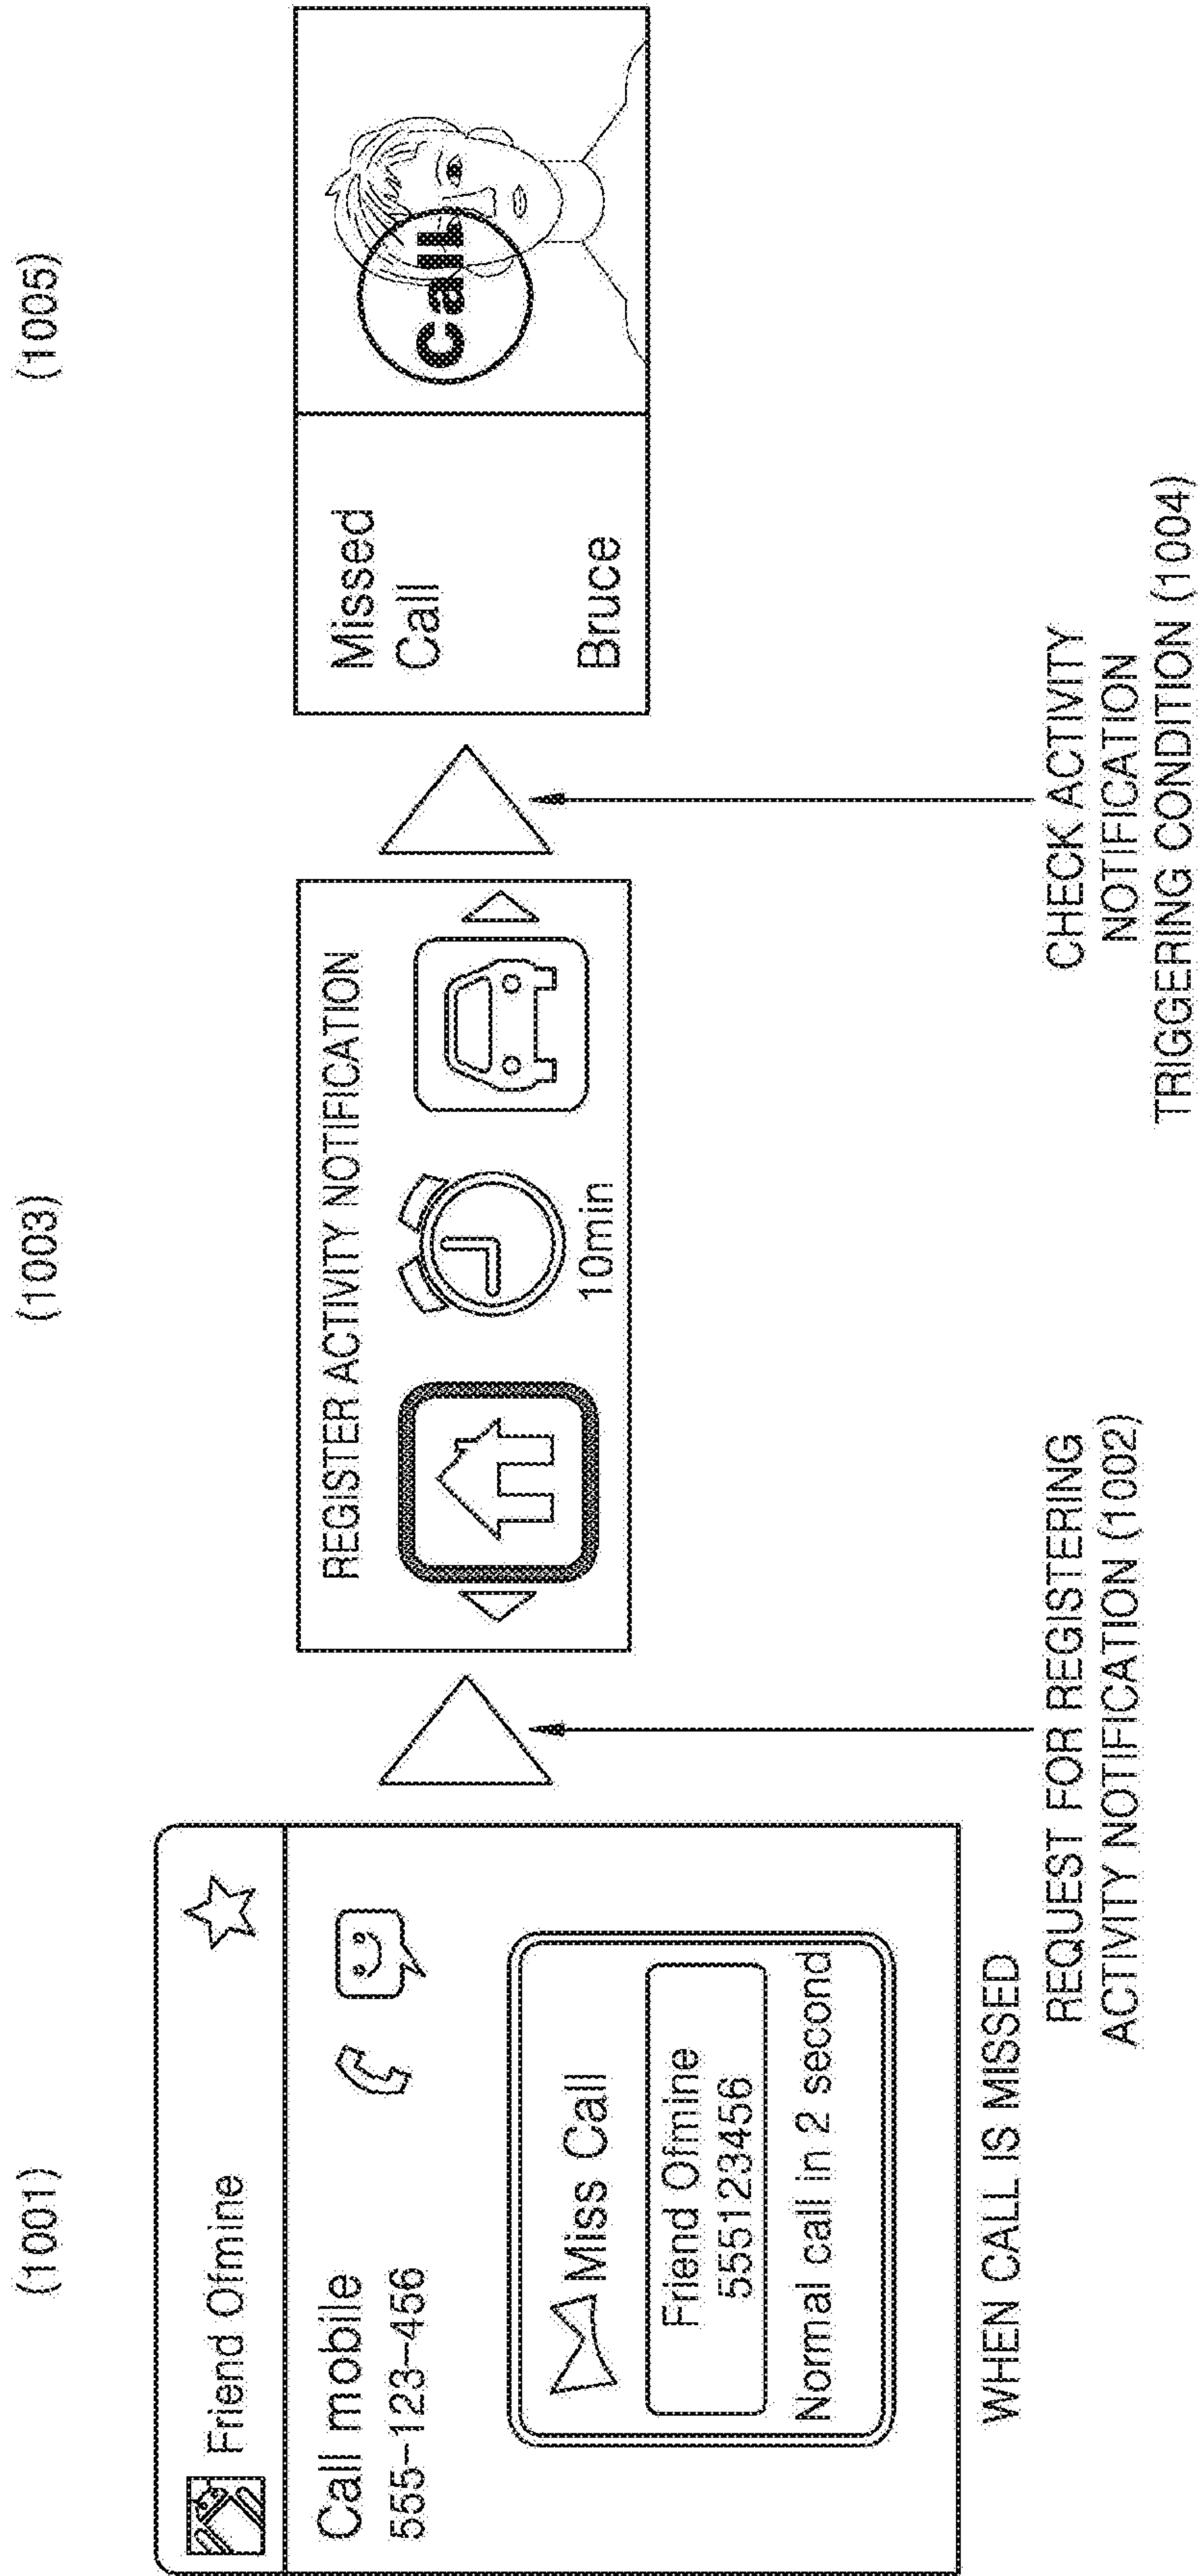 (1001)
(1003)
(1005)
Friend Ofmine
Call mobile
555-123-456
Miss Call
Friend Ofmine
555123456
Normal call in 2 second
WHEN CALL IS MISSED
REQUEST FOR REGISTERING
ACTIVITY NOTIFICATION (1002)
REGISTER ACTIVITY NOTIFICATION
10min
CHECK ACTIVITY
NOTIFICATION
TRIGGERING CONDITION (1004)
Missed
Call
Bruce
Call